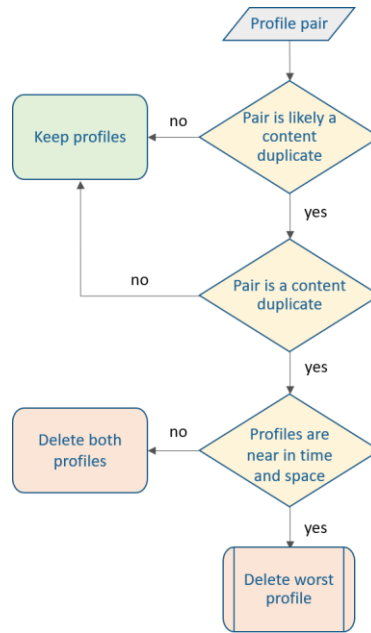 Profile pair
Pair is likely a
content
duplicate
no
Keep profiles
yes
Pair is a content
duplicate
no
yes
Profiles are
near in time
and space
no
Delete both
profiles
yes
Delete worst
profile